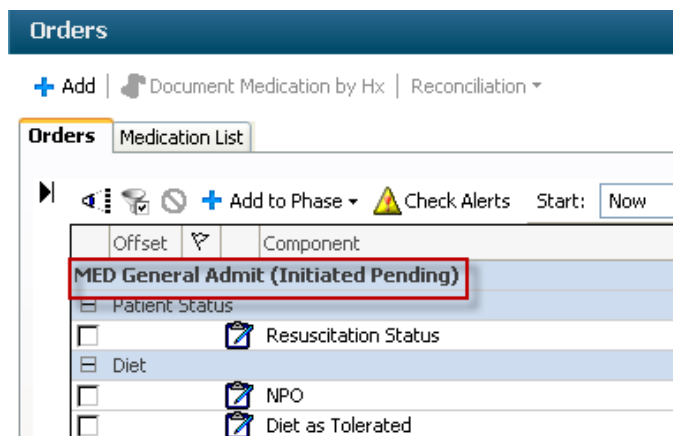 Orders
Add | Document Medication by Hx | Reconciliation
Orders Medication List
Add to Phase Check Alerts Start: Now
Offset Component
MED General Admit (Initiated Pending)
Patient Status
Resuscitation Status
Diet
NPO
Diet as Tolerated